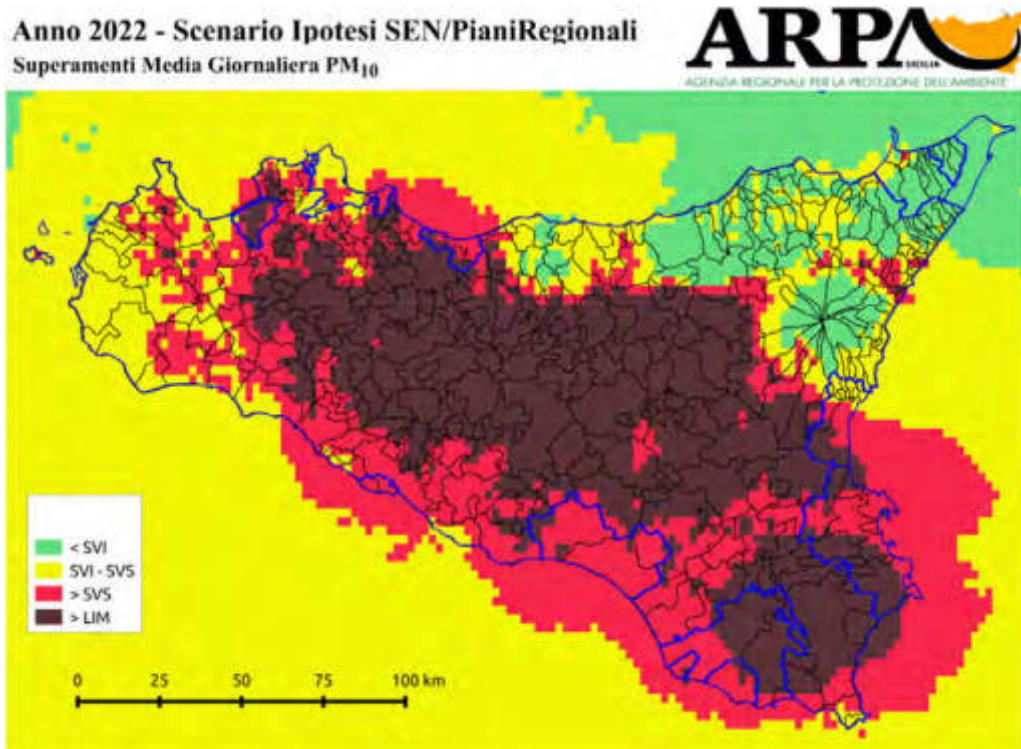 Anno 2022 - Scenario Ipotesi SEN/PianiRegionali
Superamenti Media Giornaliera PM10
ARPA
SICILIA
AGENZIA REGIONALE PER LA PROTEZIONE DELL'AMBIENTE
< SVI
SVI - SVS
> SVS
> LIM
0 25 50 75 100 km